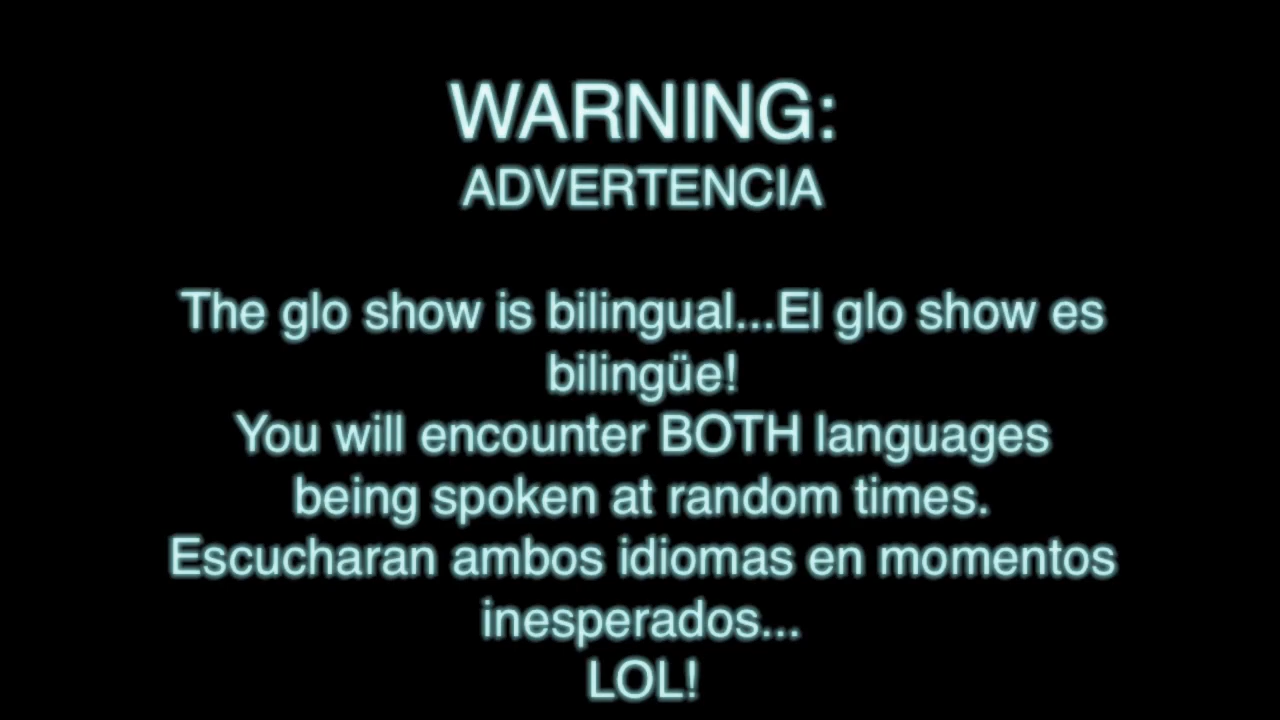 WARNING:
ADVERTENCIA
The glo show is bilingual...El glo show es
bilingüe!
You will encounter BOTH languages
being spoken at random times.
Escucharan ambos idiomas en momentos
inesperados...
LOL!